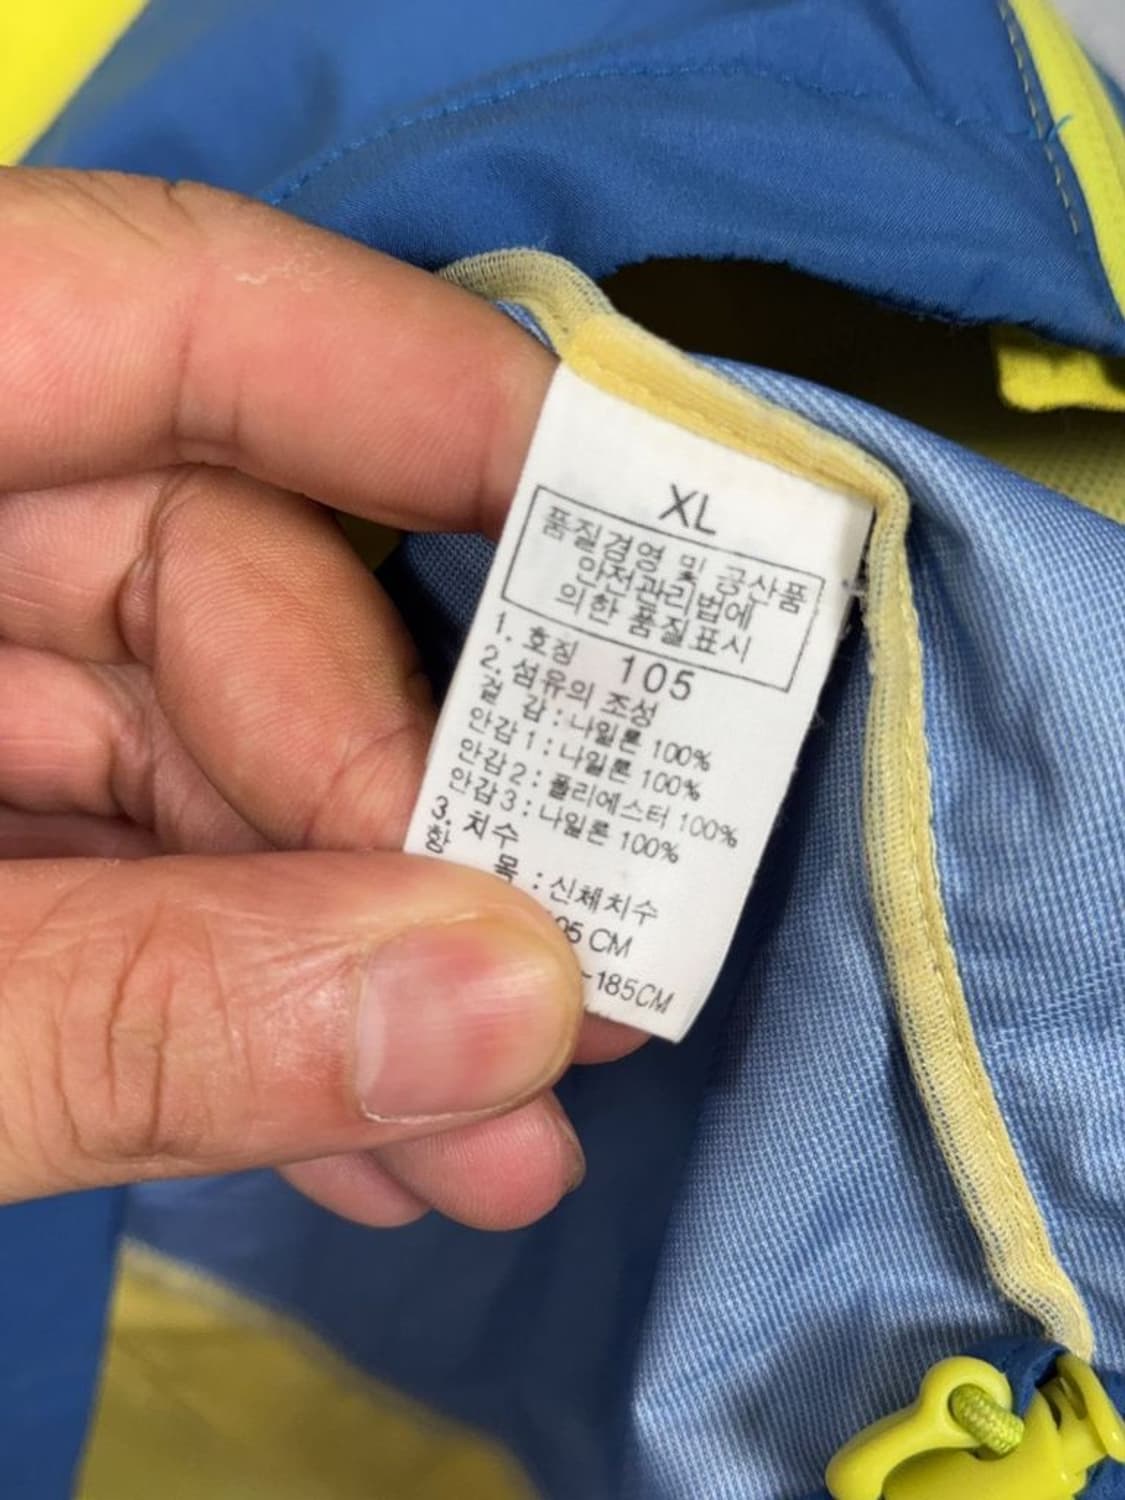 XL
품질경영 및 공산품
안전관리법에
의한 품질표시
1. 호칭 105
2. 섬유의 조성
겉 감 : 나일론 100%
안감1 : 나일론 100%
안감2 : 폴리에스터 100%
안감3 : 나일론 100%
3. 치수
항 목 : 신체치수
05 CM
-185CM